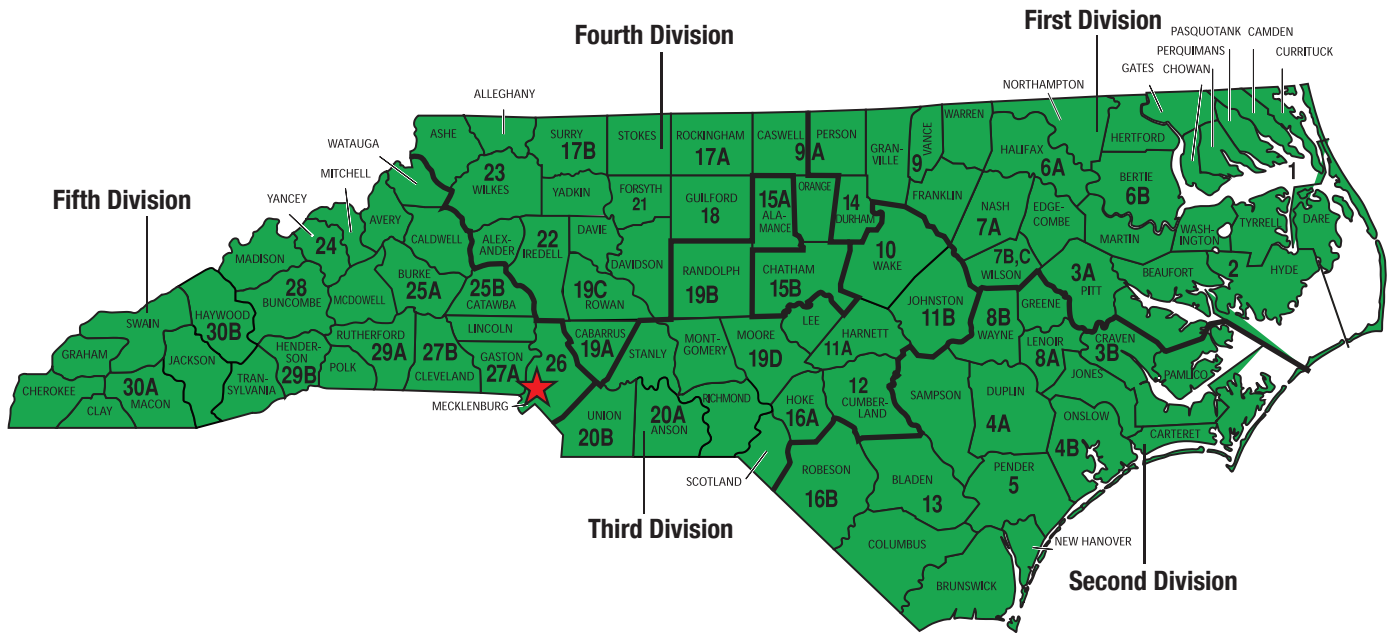 First Division
PASQUOTANK
CAMDEN
PERQUIMANS
CURRITUCK
GATES
CHOWAN
Fourth Division
NORTHAMPTON
ALLEGHANY
WATAUGA
MITCHELL
Fifth Division
YANCEY
ASHE
SURRY
17B
STOKES
ROCKINGHAM
17A
CASWELL
9A
PERSON
GRAN-
VILLE
9
VANCE
WARREN
HALIFAX
6A
HERTFORD
BERTIE
6B
1
23
WILKES
YADKIN
FORSYTH
21
GUILFORD
18
15A
ALA-
MANCE
ORANGE
14
DURHAM
FRANKLIN
NASH
7A
EDGE-
COMBE
MARTIN
WASH-
INGTON
TYRRELL
DARE
24
AVERY
CALDWELL
ALEX-
ANDER
22
IREDELL
DAVIE
DAVIDSON
RANDOLPH
19B
CHATHAM
15B
10
WAKE
7B,C
WILSON
3A
PITT
BEAUFORT
2
HYDE
MADISON
28
BUNCOMBE
MCDOWELL
BURKE
25A
25B
CATAWBA
19C
ROWAN
JOHNSTON
11B
8B
WAYNE
GREENE
LENOIR
8A
CRAVEN
3B
JONES
PAMLICO
SWAIN
HAYWOOD
30B
HENDER-
SON
29B
RUTHERFORD
29A
POLK
27B
CLEVELAND
LINCOLN
GASTON
27A
26
CABARRUS
19A
STANLY
MONT-
GOMERY
MOORE
19D
LEE
HARNETT
11A
GRAHAM
JACKSON
CHEROKEE
30A
MACON
CLAY
TRAN-
SYLVANIA
MECKLENBURG
UNION
20B
20A
ANSON
RICHMOND
HOKE
16A
12
CUMBER-
LAND
SAMPSON
DUPLIN
4A
ONSLOW
4B
CARTERET
SCOTLAND
ROBESON
16B
BLADEN
13
PENDER
5
Third Division
COLUMBUS
NEW HANOVER
BRUNSWICK
Second Division